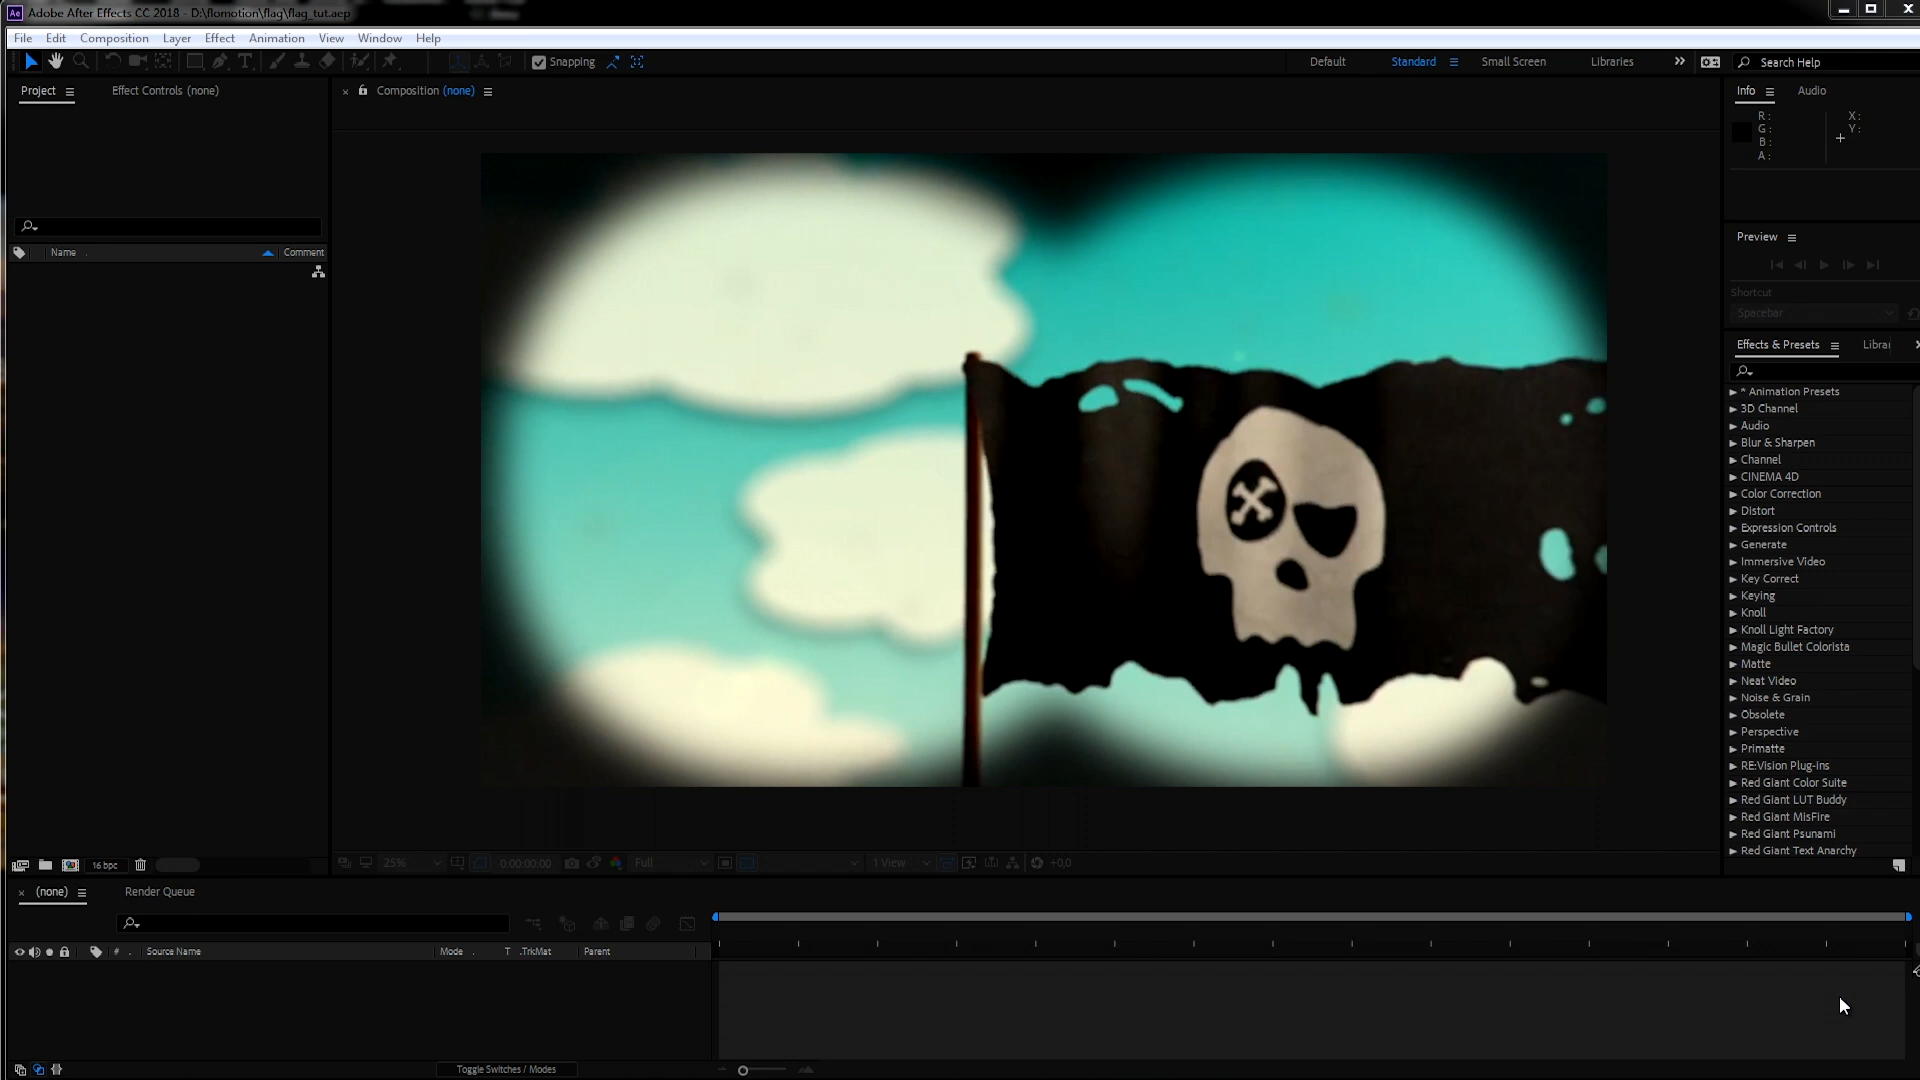 Adobe After Effects CC 2018 - D:\flomotion\flag\flag_tut.aep
File Edit Composition Layer Effect Animation View Window Help
Snapping
Default Standard Small Screen Libraries
Search Help
Project Effect Controls (none)
Composition (none)
Info Audio
R :
G :
B :
A :
X :
Y :
Name
Comment
Preview
Shortcut
Spacebar
Effects & Presets
Librai
* Animation Presets
3D Channel
Audio
Blur & Sharpen
Channel
CINEMA 4D
Color Correction
Distort
Expression Controls
Generate
Immersive Video
Key Correct
Keying
Knoll
Knoll Light Factory
Magic Bullet Colorista
Matte
Neat Video
Noise & Grain
Obsolete
Perspective
Primatte
RE:Vision Plug-ins
Red Giant Color Suite
Red Giant LUT Buddy
Red Giant MisFire
Red Giant Psunami
Red Giant Text Anarchy
16 bpc
25% 0:00:00:00 Full 1 View +0,0
(none) Render Queue
# Source Name Mode T .TrkMat Parent
Toggle Switches / Modes